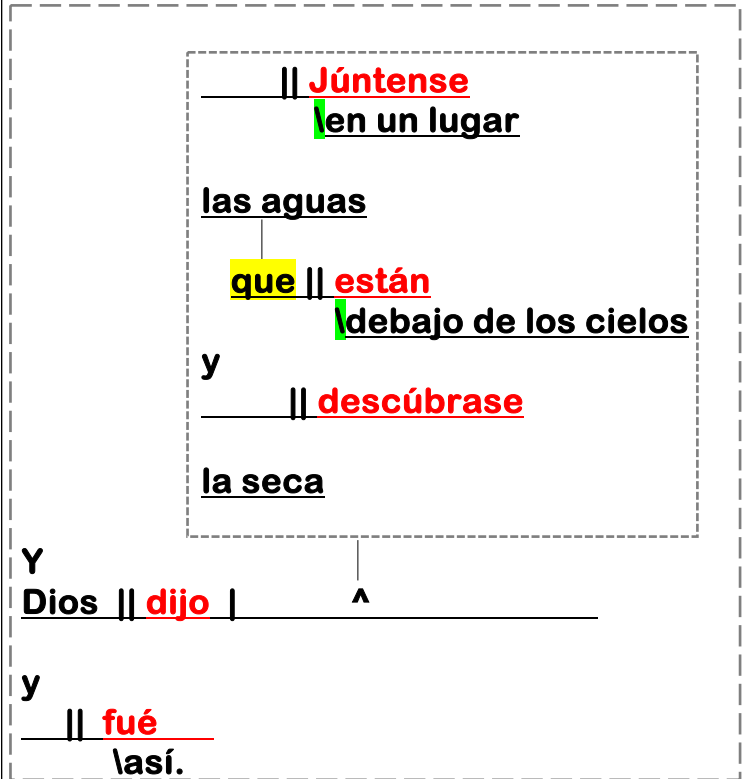 || Júntense
\en un lugar
las aguas
que || están
\debajo de los cielos
y
|| descúbrase
la seca
Y
Dios || dijo | ^
y
|| fué
\así.